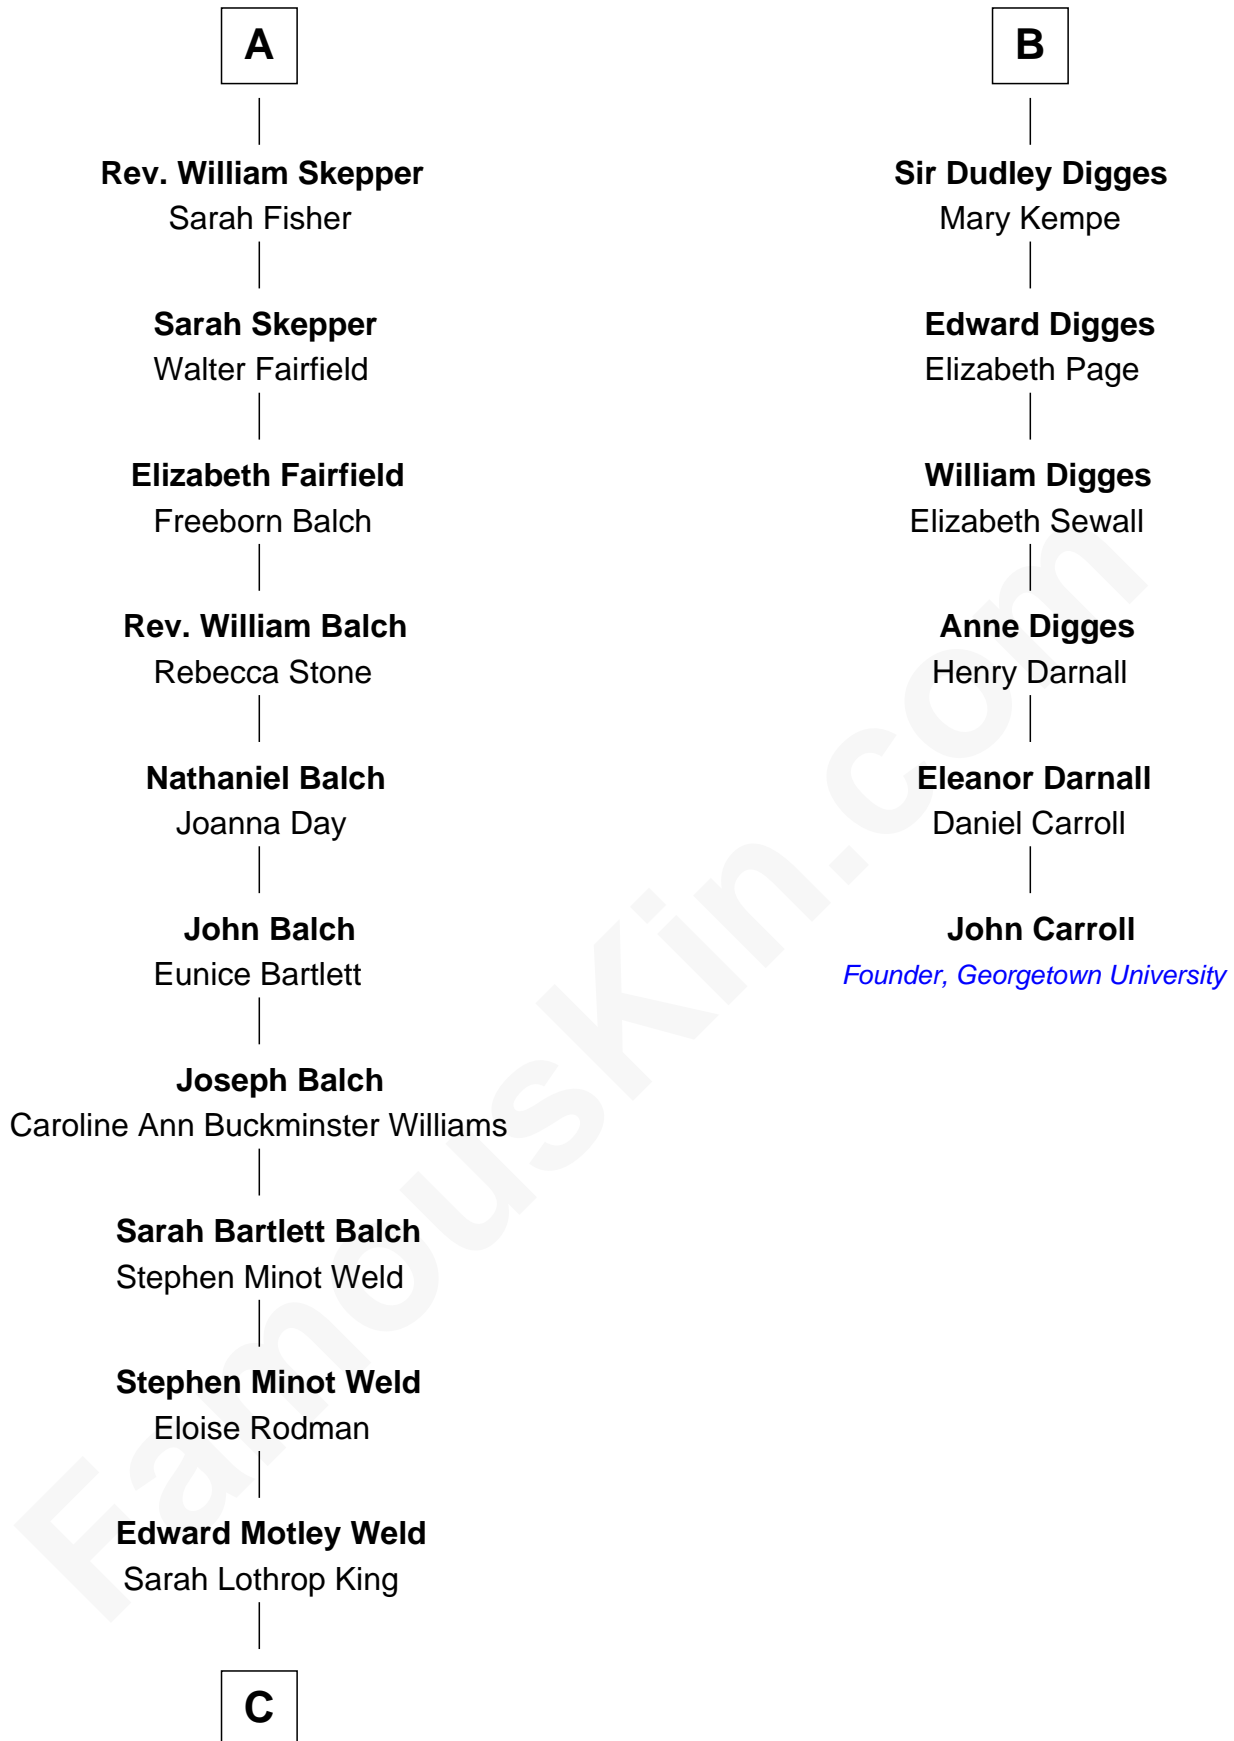 A
Rev. William Skepper
Sarah Fisher
Sarah Skepper
Walter Fairfield
Elizabeth Fairfield
Freeborn Balch
Rev. William Balch
Rebecca Stone
Nathaniel Balch
Joanna Day
John Balch
Eunice Bartlett
Joseph Balch
Caroline Ann Buckminster Williams
Sarah Bartlett Balch
Stephen Minot Weld
Stephen Minot Weld
Eloise Rodman
Edward Motley Weld
Sarah Lothrop King
C
B
Sir Dudley Digges
Mary Kempe
Edward Digges
Elizabeth Page
William Digges
Elizabeth Sewall
Anne Digges
Henry Darnall
Eleanor Darnall
Daniel Carroll
John Carroll
Founder, Georgetown University
FamousKin.com